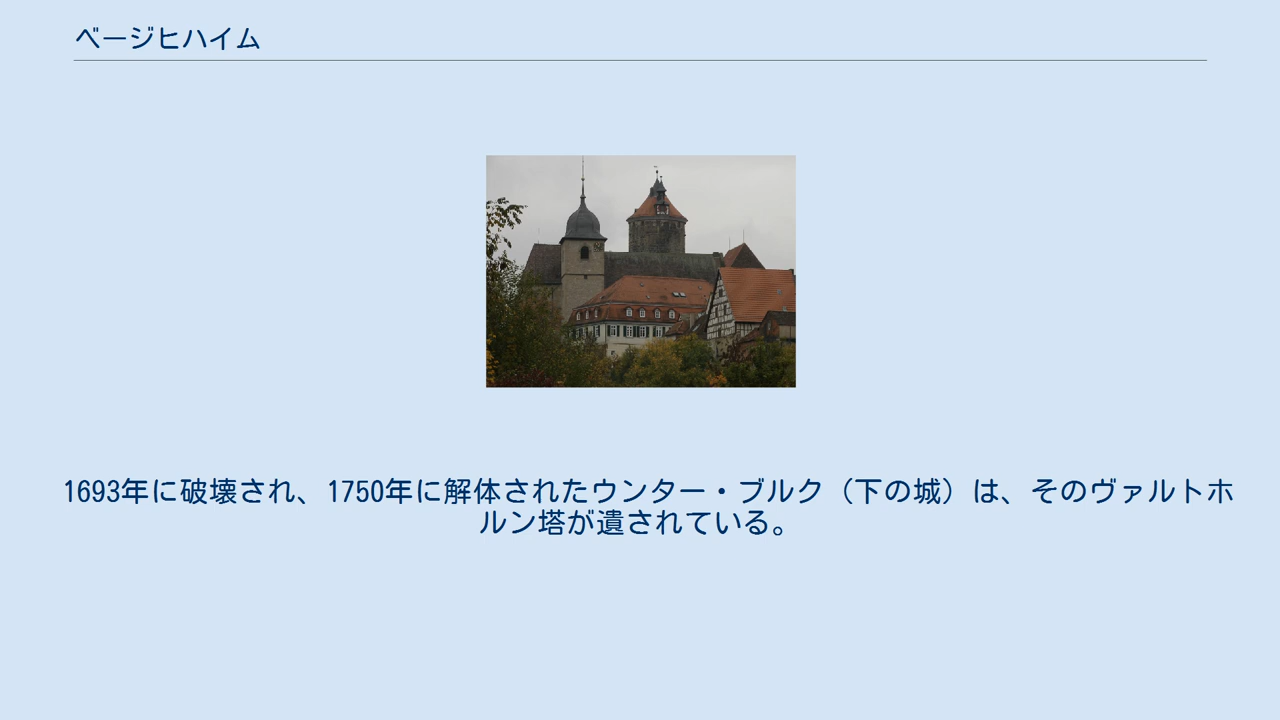 ベージヒハイム
1693年に破壊され、1750年に解体されたウンター・ブルク（下の城）は、そのヴァルトホ
ルン塔が遺されている。